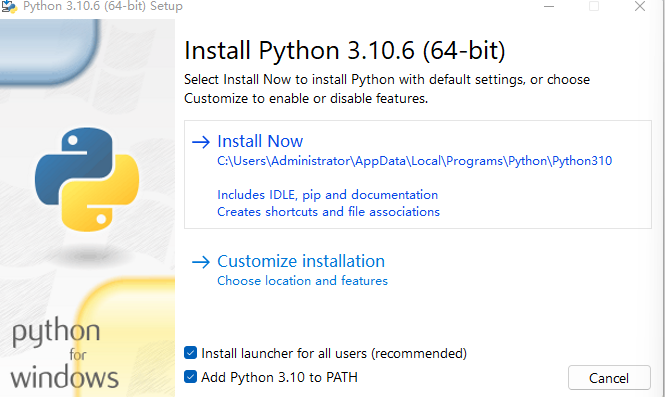 Python 3.10.6 (64-bit) Setup
Install Python 3.10.6 (64-bit)
Select Install Now to install Python with default settings, or choose
Customize to enable or disable features.
Install Now
C:\Users\Administrator\AppData\Local\Programs\Python\Python310
Includes IDLE, pip and documentation
Creates shortcuts and file associations
Customize installation
Choose location and features
python
for
windows
Install launcher for all users (recommended)
Add Python 3.10 to PATH
Cancel